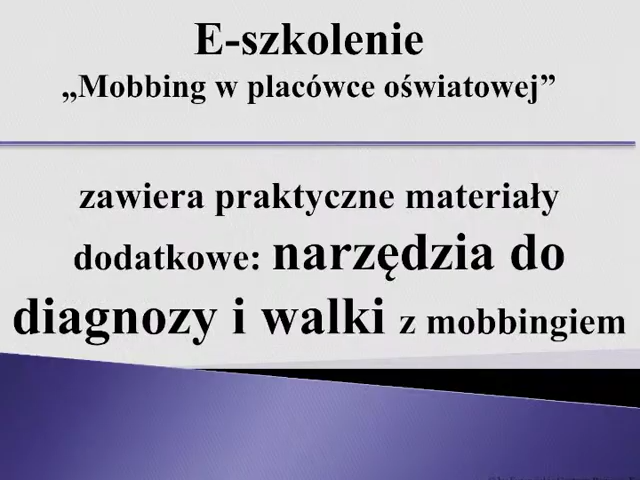 E-szkolenie
„Mobbing w placówce oświatowej”
zawiera praktyczne materiały
dodatkowe: narzędzia do
diagnozy i walki z mobbingiem